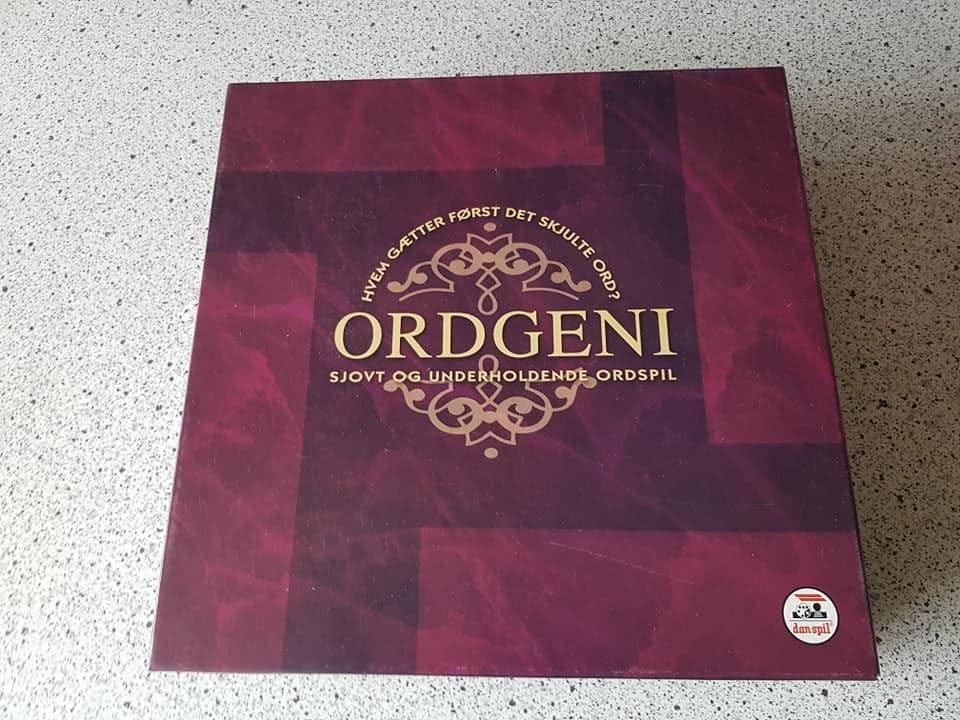 HVEM GÆTTER FØRST DET SKJULTE ORD?
ORDGENI
SJOVT OG UNDERHOLDENDE ORDSPIL
dan spil